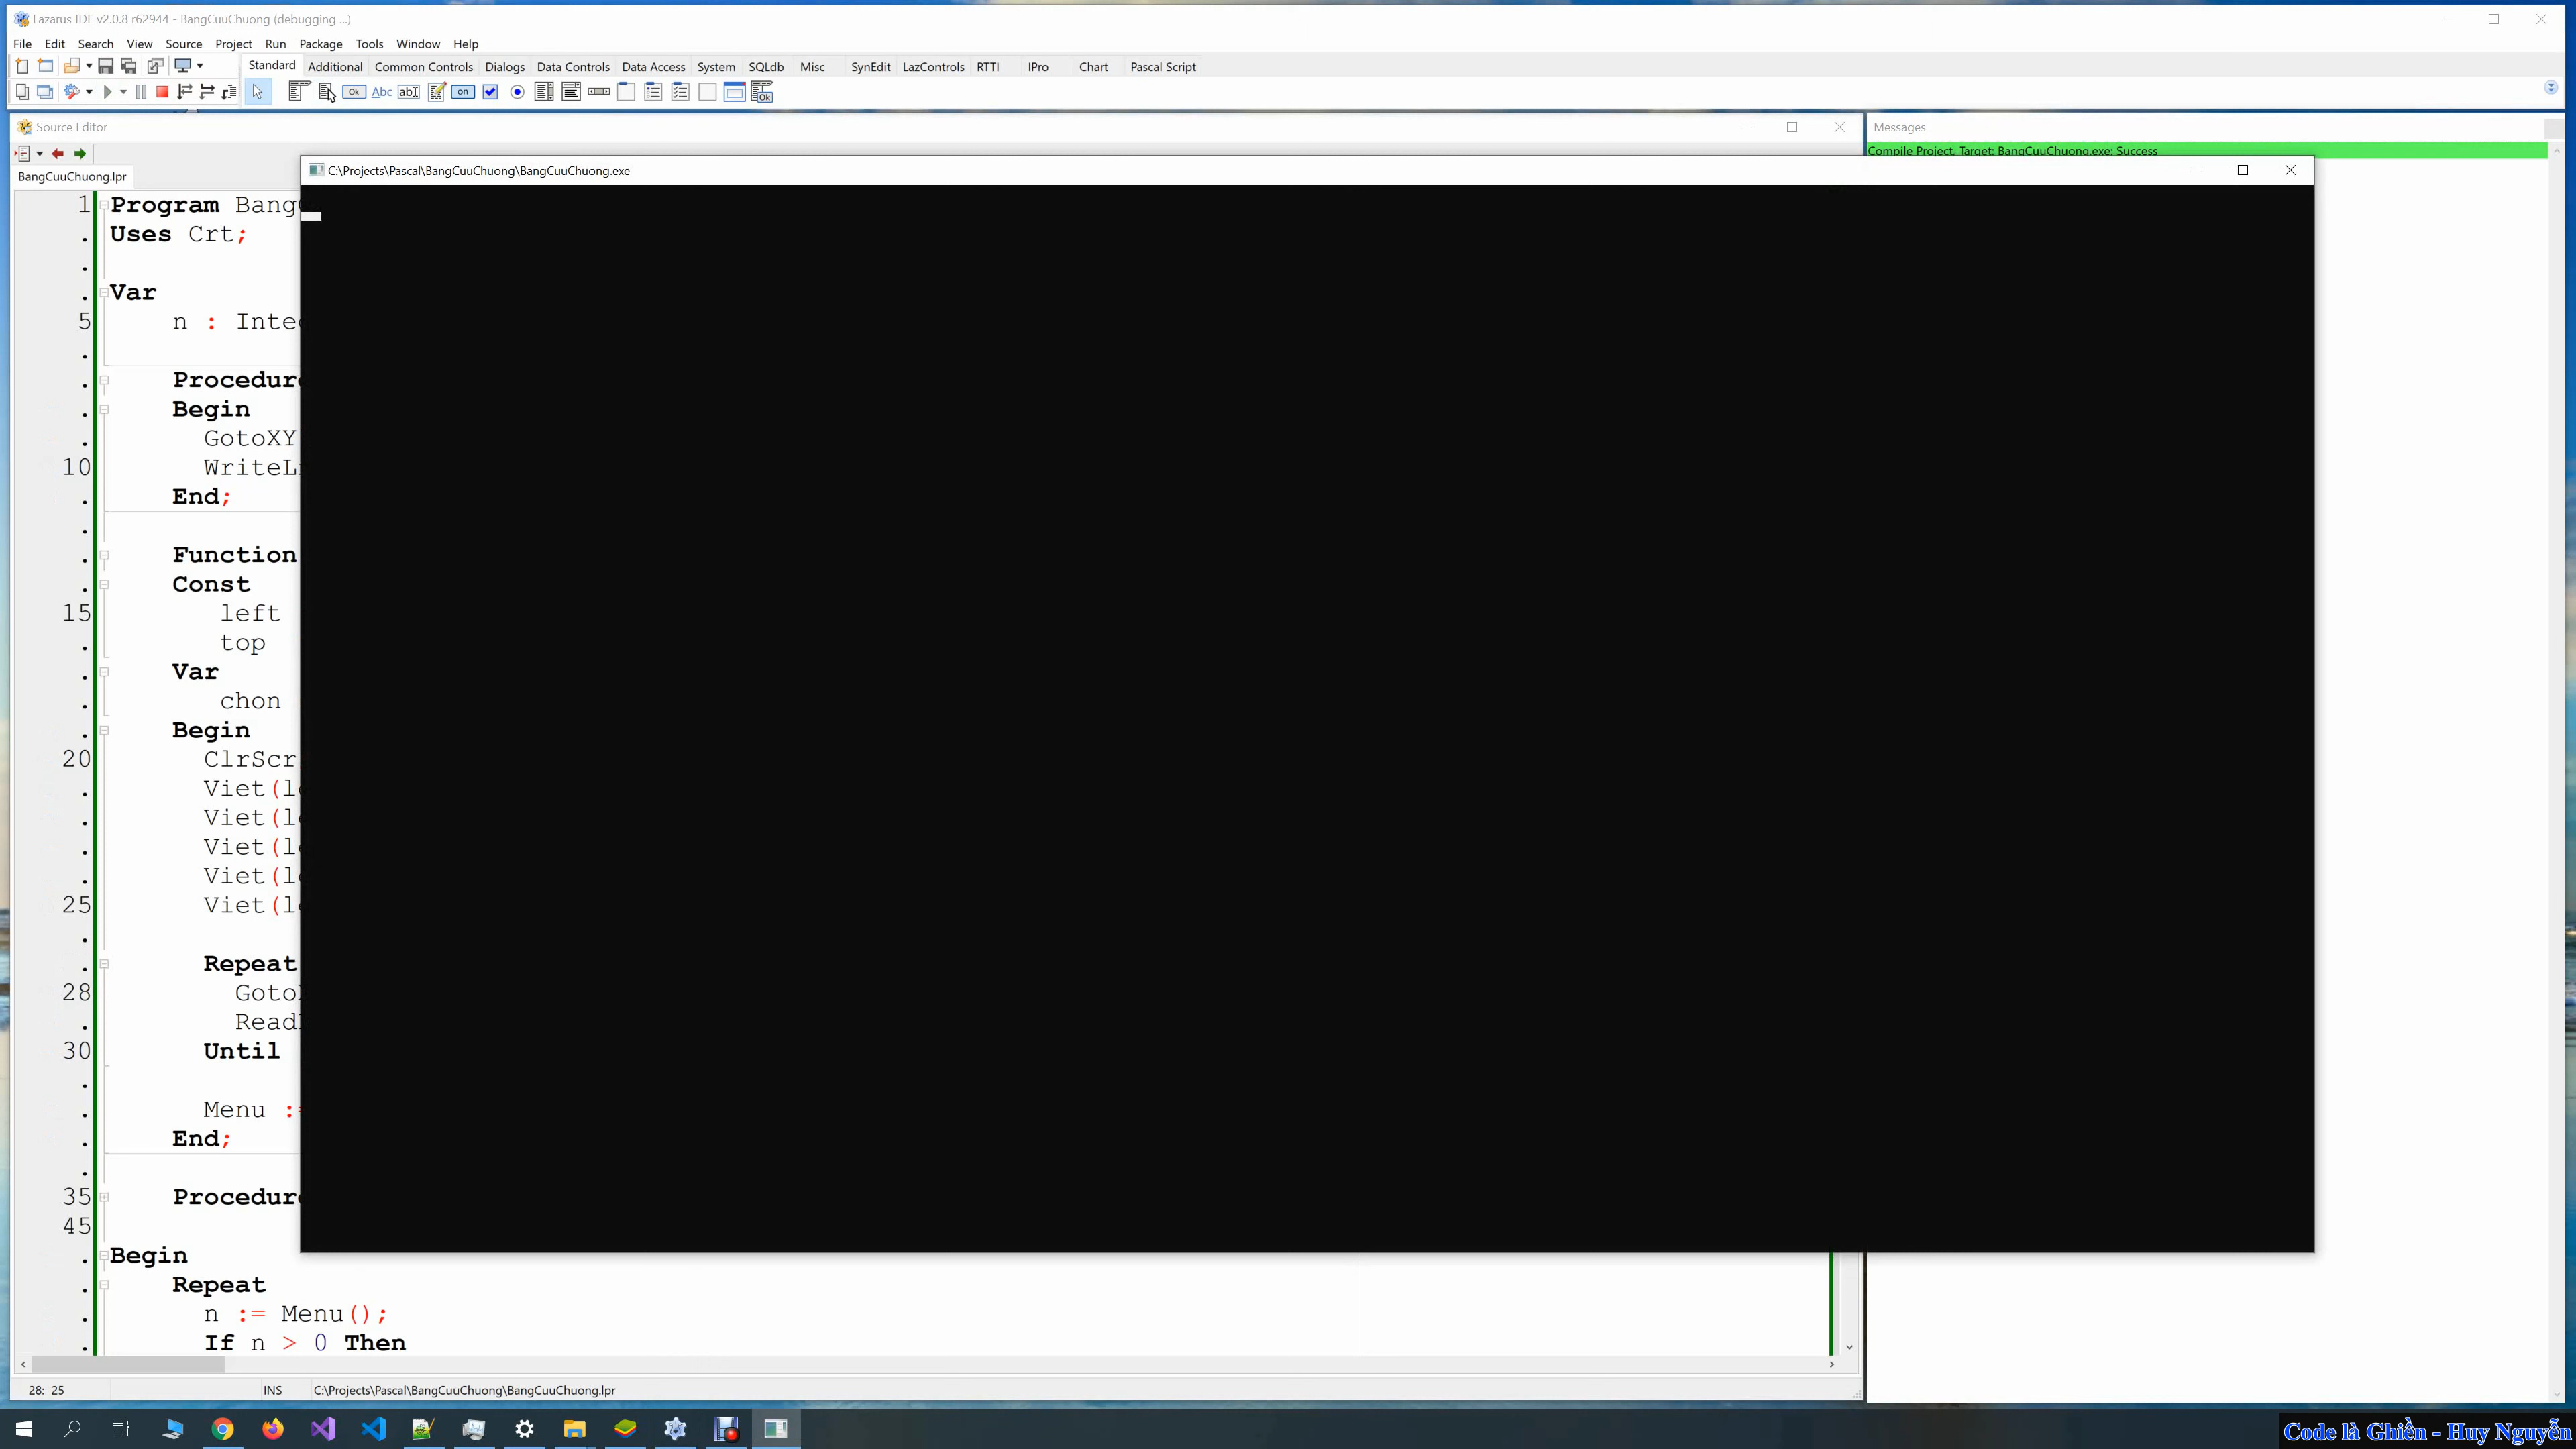 Lazarus IDE v2.0.8 r62944 - BangCuuChuong (debugging ...)
File Edit Search View Source Project Run Package Tools Window Help
Standard Additional Common Controls Dialogs Data Controls Data Access System SQLdb Misc SynEdit LazControls RTTI IPro Chart Pascal Script
Ok Abc abI on Ok
Source Editor
Messages
Compile Project, Target: BangCuuChuong.exe: Success
C:\Projects\Pascal\BangCuuChuong\BangCuuChuong.exe
BangCuuChuong.lpr
1 Program Bang
. Uses Crt;
.
. Var
5 n :
.
.
. Begin
. GotoXY
10
. End;
.
. Function
. Const
15 left
. top
. Var
. chon
. Begin
20 ClrScr
. Viet(
. Viet(
. Viet(
. Viet(
25 Viet(
.
. Repeat
28 Goto
. Read
30 Until
.
. Menu :
. End;
.
35
45
. Begin
. Repeat
. n := Menu();
. If n > 0 Then
28: 25 INS C:\Projects\Pascal\BangCuuChuong\BangCuuChuong.lpr
Code là Ghiền - Huy Nguyễn